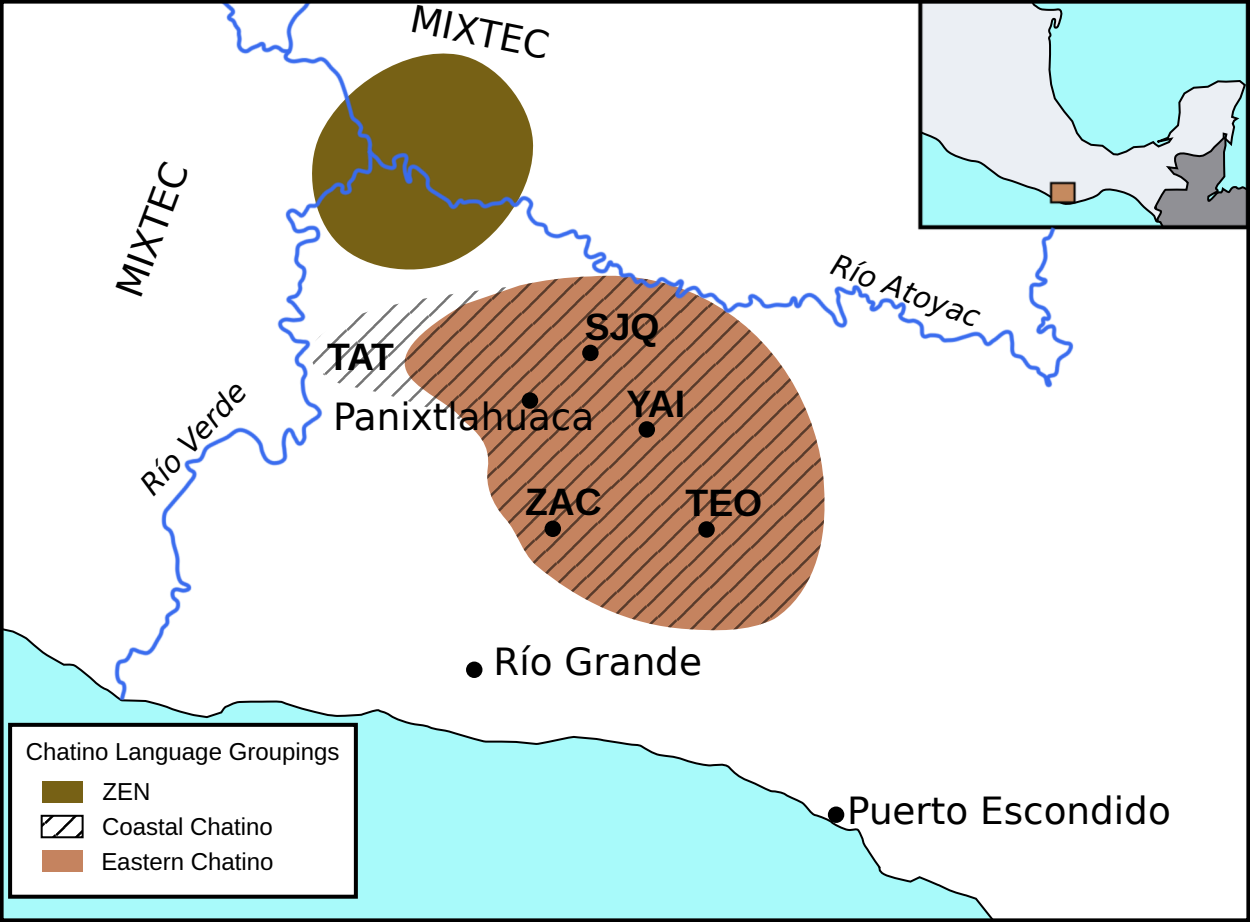 MIXTEC
MIXTEC
Río Atoyac
SJQ
TAT
YAI
Panixtlahuaca
Río Verde
ZAC
TEO
Río Grande
Puerto Escondido
Chatino Language Groupings
ZEN
Coastal Chatino
Eastern Chatino